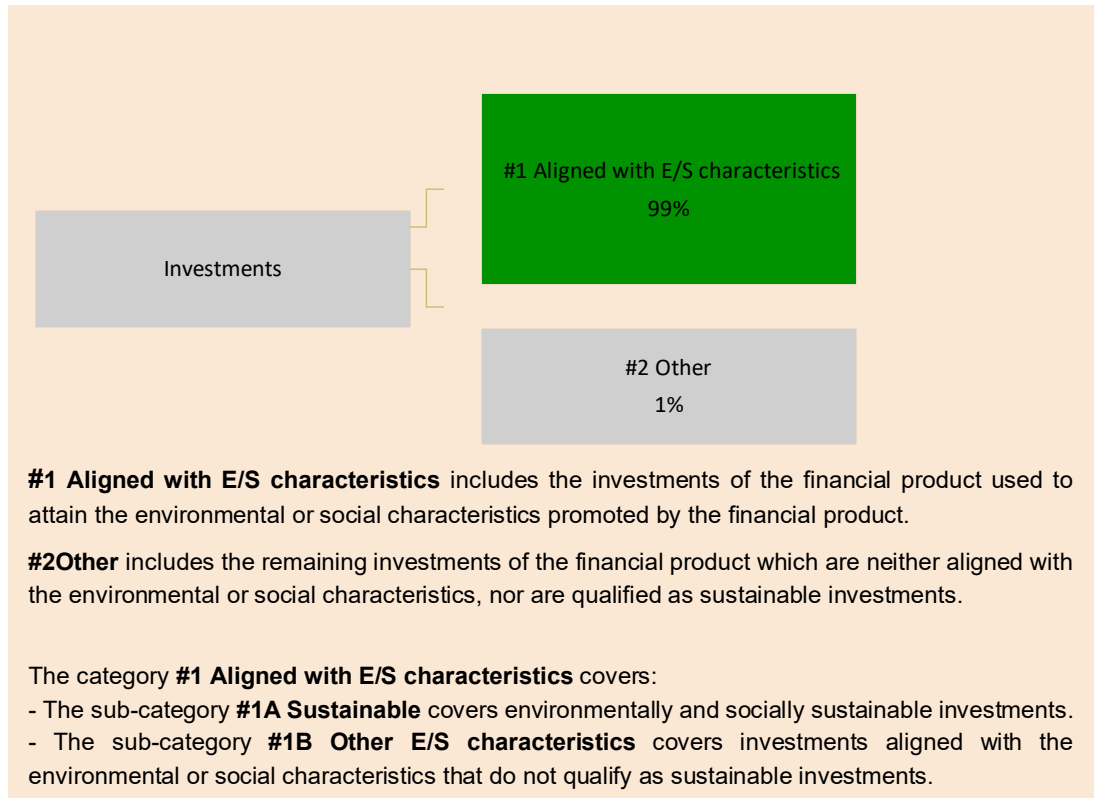 #1 Aligned with E/S characteristics
99%
Investments
#2 Other
1%
#1 Aligned with E/S characteristics includes the investments of the financial product used to
attain the environmental or social characteristics promoted by the financial product.
#2Other includes the remaining investments of the financial product which are neither aligned with
the environmental or social characteristics, nor are qualified as sustainable investments.
The category #1 Aligned with E/S characteristics covers:
- The sub-category #1A Sustainable covers environmentally and socially sustainable investments.
- The sub-category #1B Other E/S characteristics covers investments aligned with the
environmental or social characteristics that do not qualify as sustainable investments.